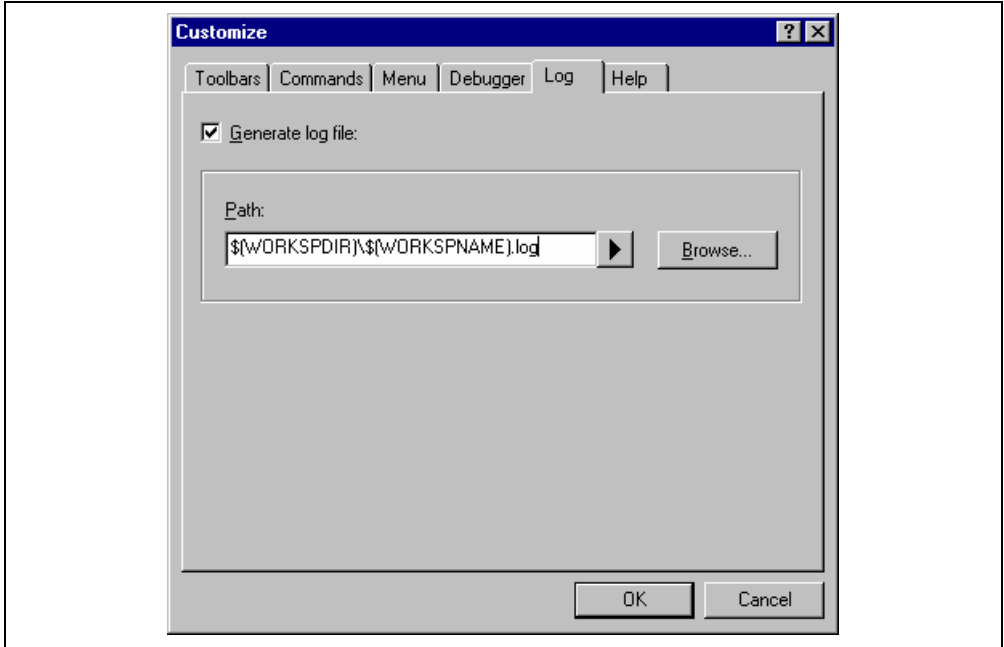 Customize
Toolbars Commands Menu Debugger Log Help
Generate log file:
Path:
$(WORKSPDIR)\$(WORKSPNAME).log
Browse...
OK Cancel